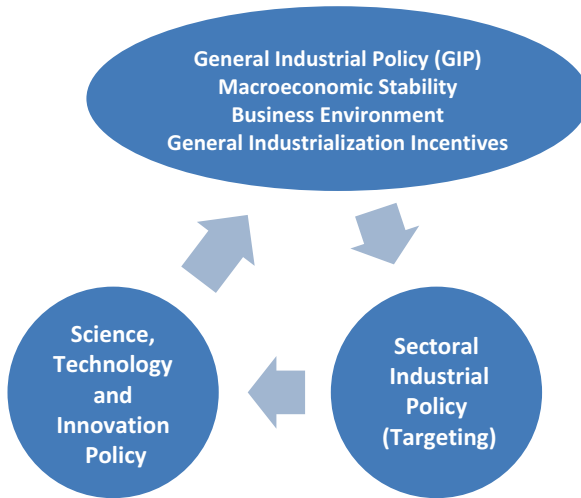 General Industrial Policy (GIP)
Macroeconomic Stability
Business Environment
General Industrialization Incentives
Science,
Technology
and
Innovation
Policy
Sectoral
Industrial
Policy
(Targeting)